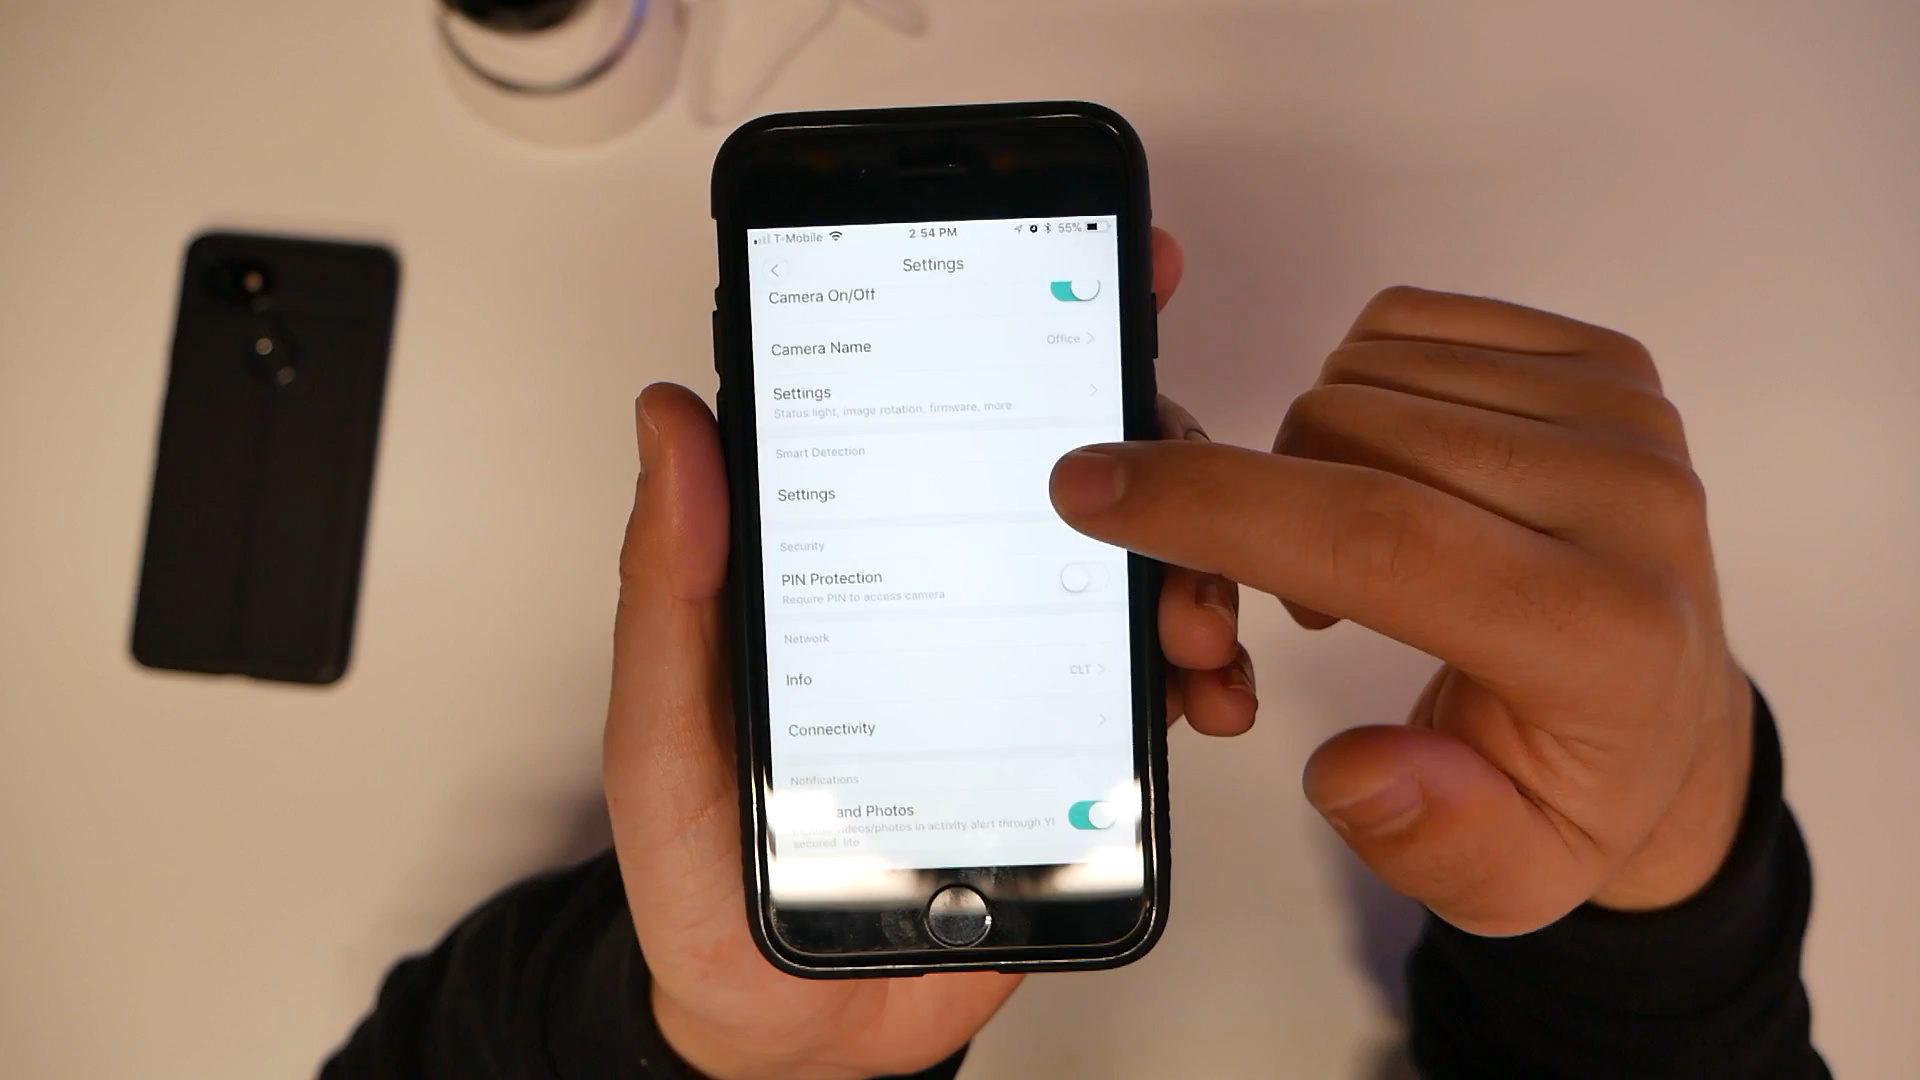 T-Mobile 2:54 PM 55%
Settings
Camera On/Off
Camera Name Office
Settings
Status light, image rotation, firmware, more
Smart Detection
Settings
Security
PIN Protection
Require PIN to access camera
Network
Info CLT
Connectivity
Notifications
and Photos
videos/photos in activity alert through YI
secured lite